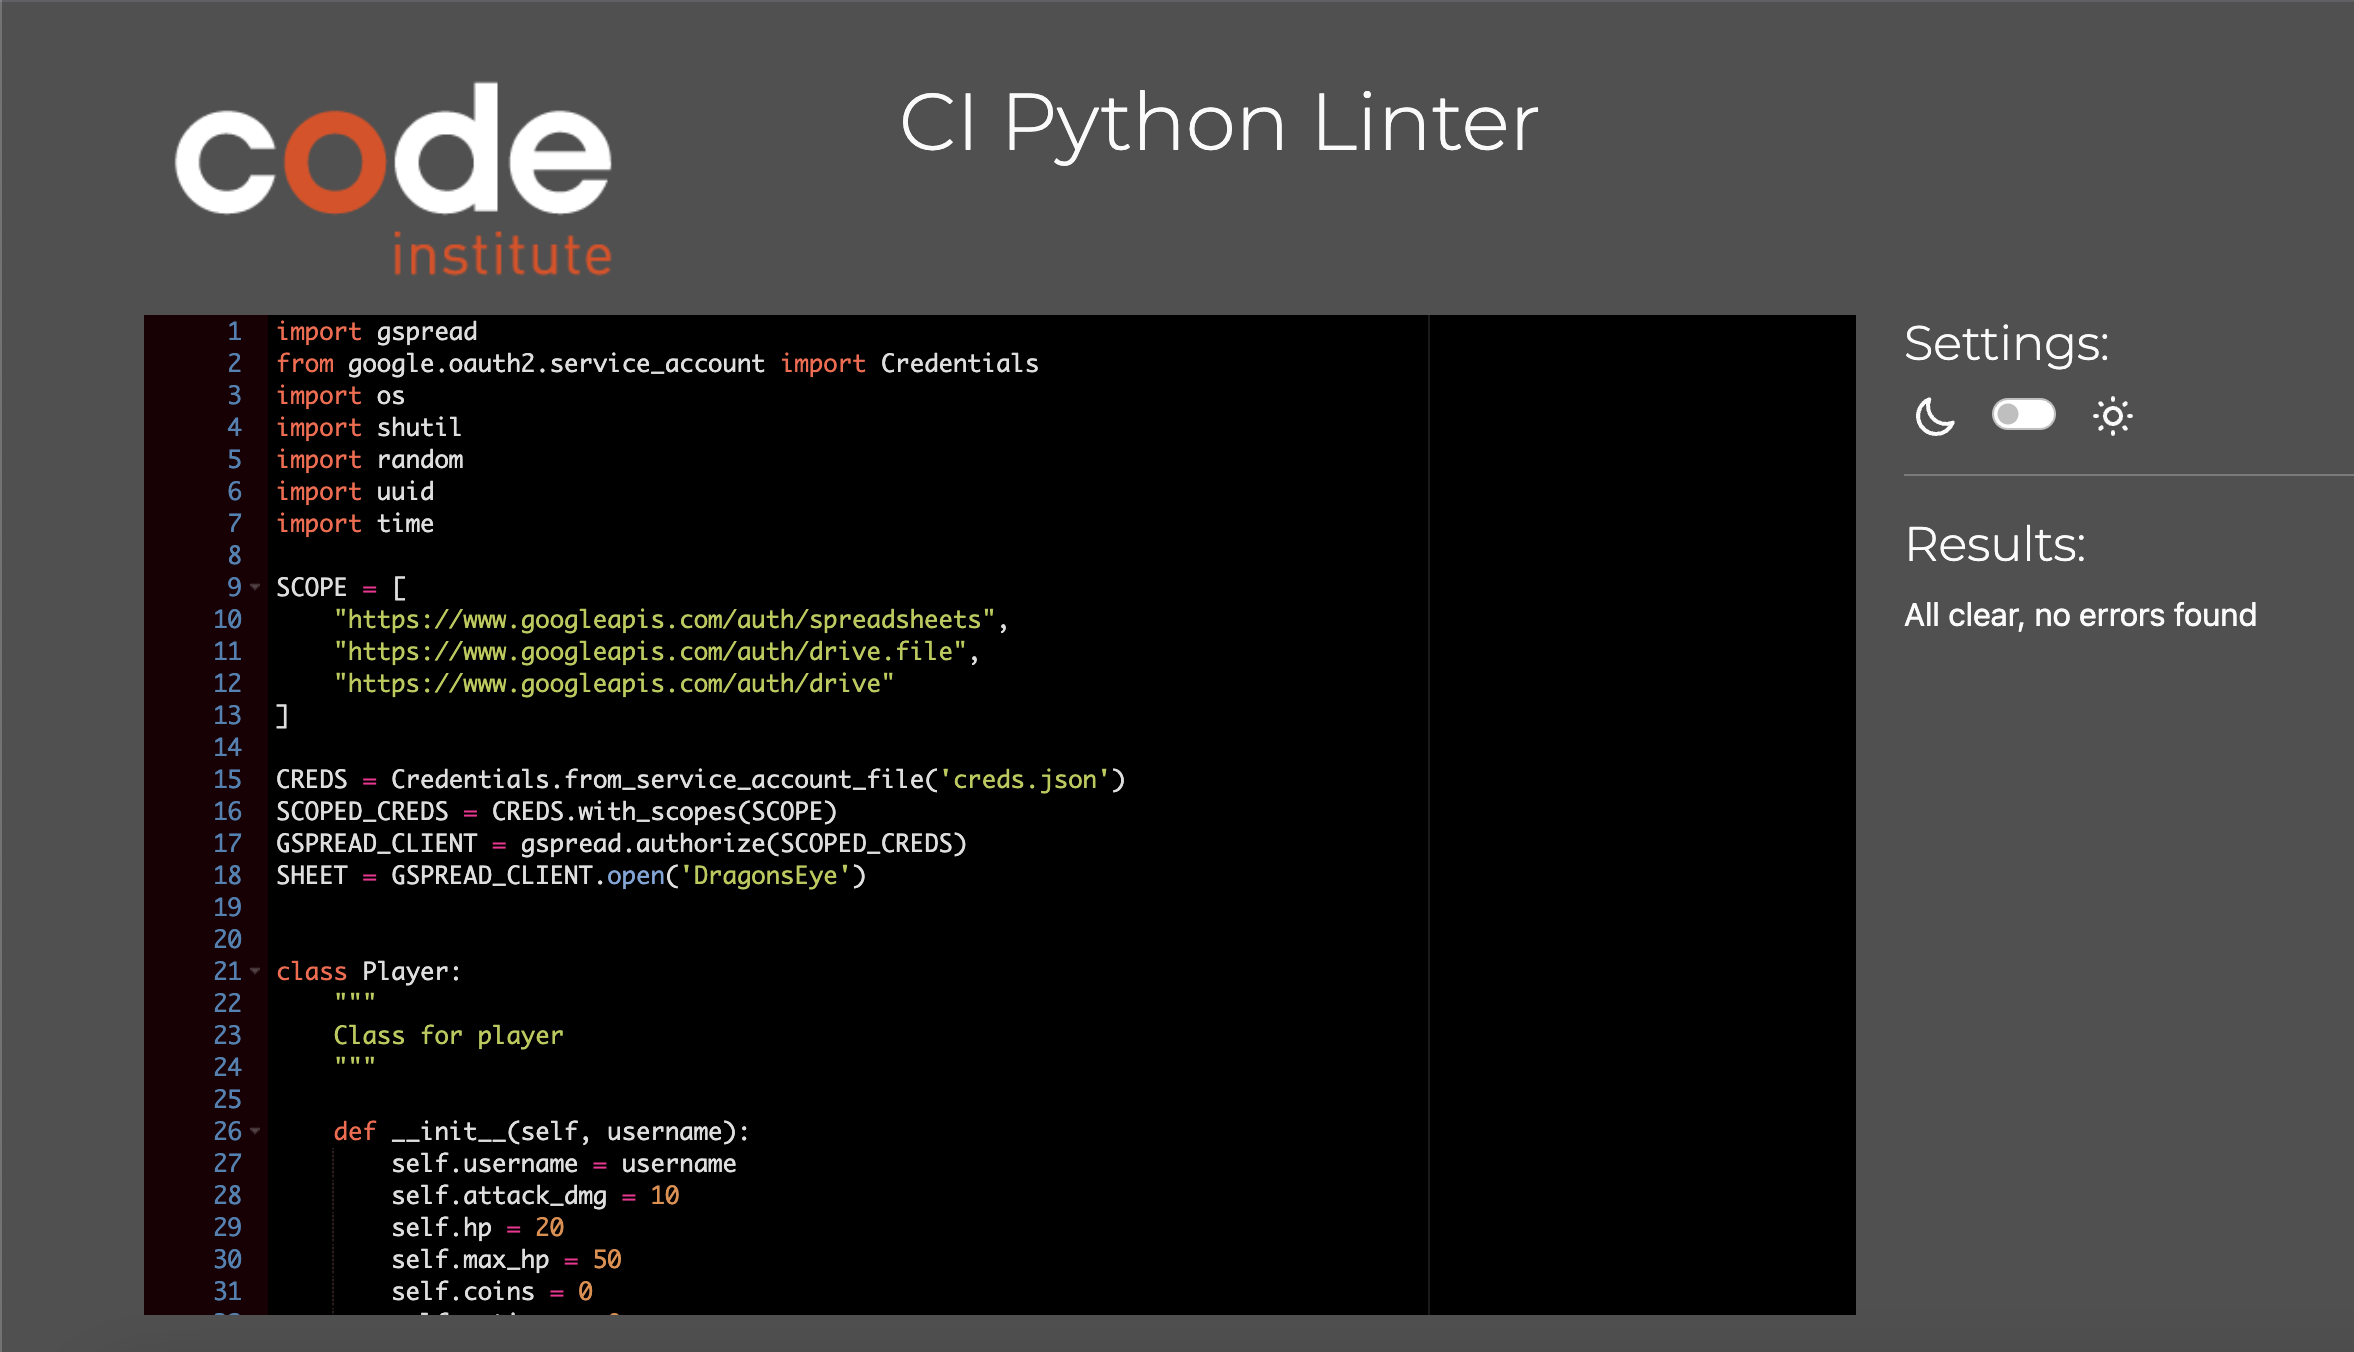 code
institute
CI Python Linter
1 import gspread
2 from google.oauth2.service_account import Credentials
3 import os
4 import shutil
5 import random
6 import uuid
7 import time
8
9 SCOPE = [
10     "https://www.googleapis.com/auth/spreadsheets",
11     "https://www.googleapis.com/auth/drive.file",
12     "https://www.googleapis.com/auth/drive"
13 ]
14
15 CREDS = Credentials.from_service_account_file('creds.json')
16 SCOPED_CREDS = CREDS.with_scopes(SCOPE)
17 GSPREAD_CLIENT = gspread.authorize(SCOPED_CREDS)
18 SHEET = GSPREAD_CLIENT.open('DragonsEye')
19
20
21 class Player:
22     """
23     Class for player
24     """
25
26     def __init__(self, username):
27         self.username = username
28         self.attack_dmg = 10
29         self.hp = 20
30         self.max_hp = 50
31         self.coins = 0
Settings:
Results:
All clear, no errors found